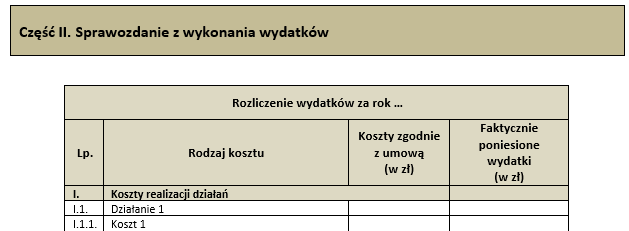 Część II. Sprawozdanie z wykonania wydatków
Rozliczenie wydatków za rok …
Lp.
Rodzaj kosztu
Koszty zgodnie
z umową
(w zł)
Faktycznie
poniesione
wydatki
(w zł)
I. Koszty realizacji działań
I.1. Działanie 1
I.1.1. Koszt 1